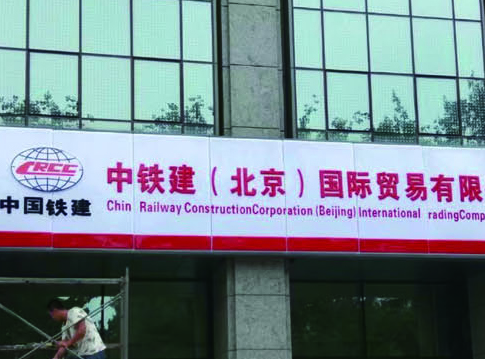 CRCC
中国铁建
中铁建（北京）国际贸易有限
Chin Railway ConstructionCorporation (Beijing) International radingComp